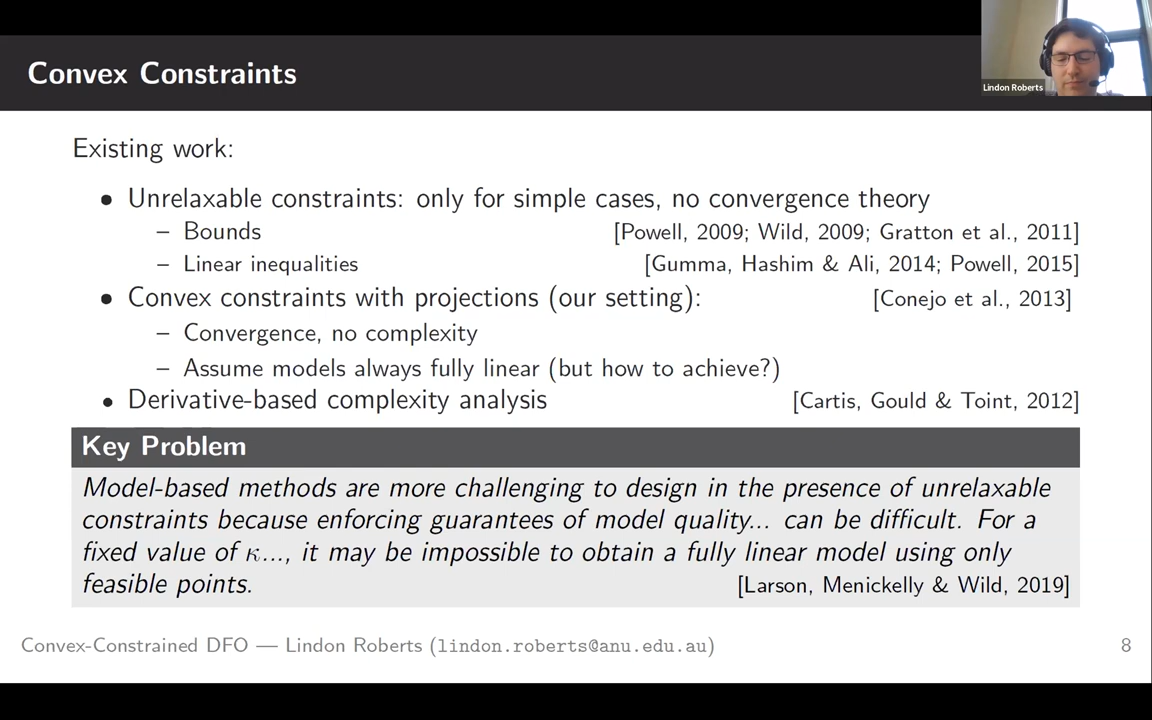 Convex Constraints
Lindon Roberts
Existing work:
• Unrelaxable constraints: only for simple cases, no convergence theory
– Bounds [Powell, 2009; Wild, 2009; Gratton et al., 2011]
– Linear inequalities [Gumma, Hashim & Ali, 2014; Powell, 2015]
• Convex constraints with projections (our setting): [Conejo et al., 2013]
– Convergence, no complexity
– Assume models always fully linear (but how to achieve?)
• Derivative-based complexity analysis [Cartis, Gould & Toint, 2012]
Key Problem
Model-based methods are more challenging to design in the presence of unrelaxable
constraints because enforcing guarantees of model quality... can be difficult. For a
fixed value of κ..., it may be impossible to obtain a fully linear model using only
feasible points. [Larson, Menickelly & Wild, 2019]
Convex-Constrained DFO — Lindon Roberts (lindon.roberts@anu.edu.au) 8